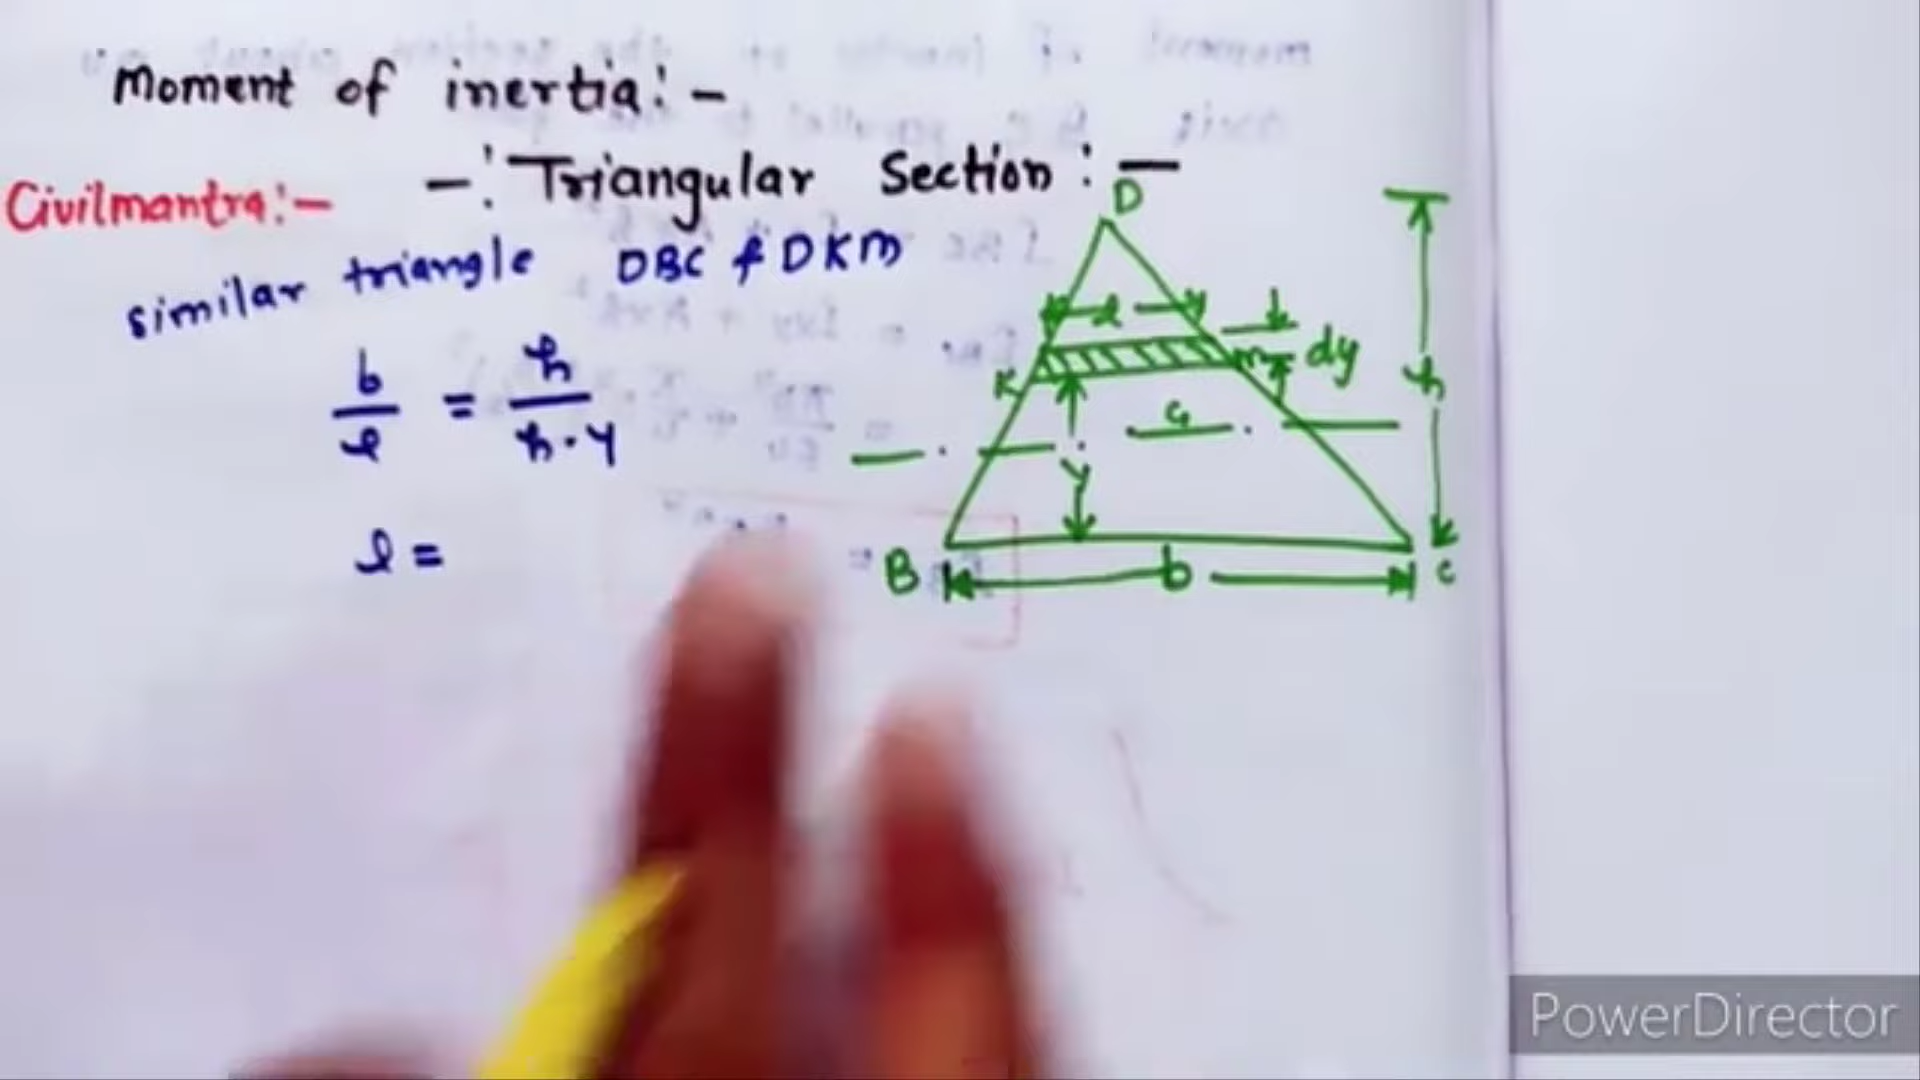 Moment of inertia:-
-: Triangular Section: -
Civilmantra:-
similar triangle DBC & DKM
b/l = h/h-y
l =
D
l
K
M
dy
h
G
y
B
b
C
PowerDirector